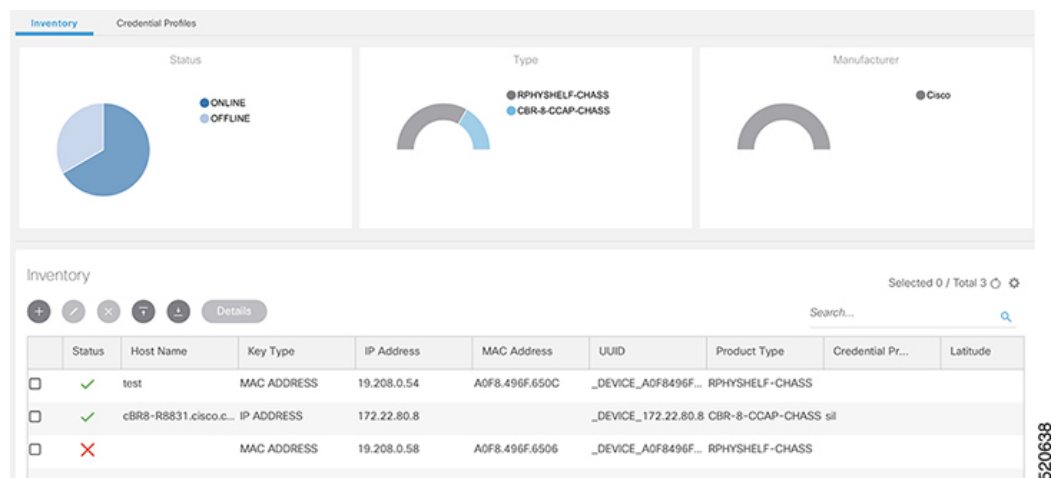 Inventory Credential Profiles
Status Type Manufacturer
ONLINE
OFFLINE
RPHYSHELF-CHASS
CBR-8-CCAP-CHASS
Cisco
Inventory
Selected 0 / Total 3
Details
Search...
Status Host Name Key Type IP Address MAC Address UUID Product Type Credential Pr... Latitude
test MAC ADDRESS 19.208.0.54 A0F8.496F.650C _DEVICE_A0F8496F... RPHYSHELF-CHASS
cBR8-R8831.cisco.c... IP ADDRESS 172.22.80.8 _DEVICE_172.22.80.8 CBR-8-CCAP-CHASS sil
MAC ADDRESS 19.208.0.58 A0F8.496F.6506 _DEVICE_A0F8496F... RPHYSHELF-CHASS
520638